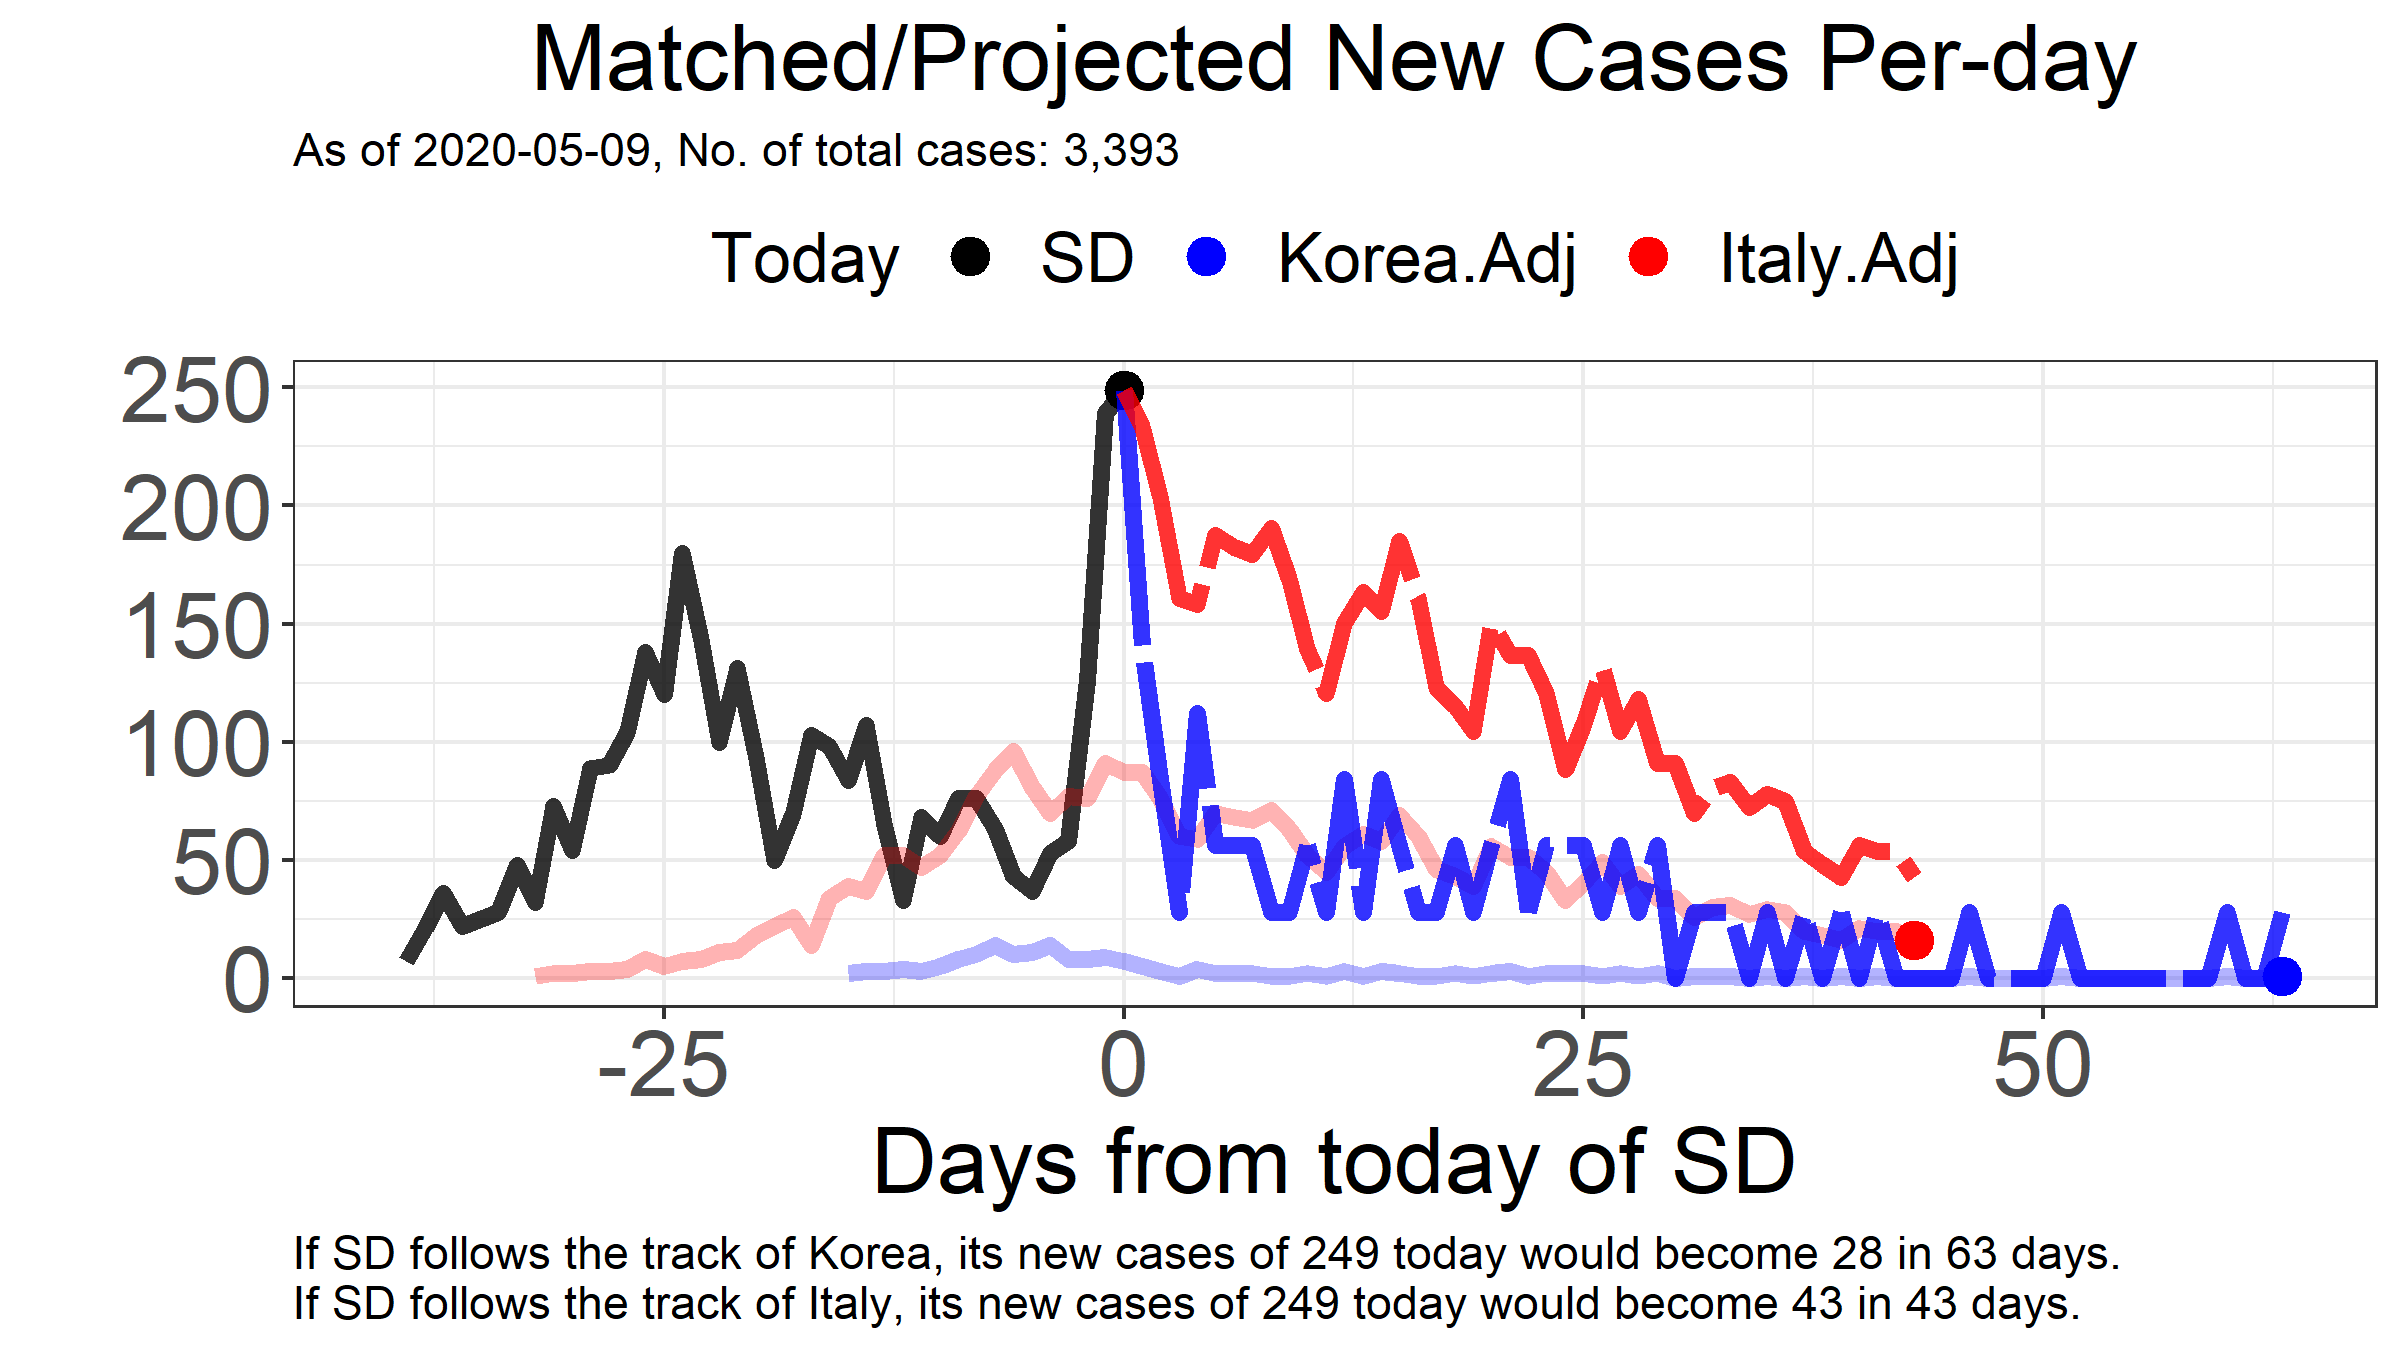 Matched/Projected New Cases Per-day
As of 2020-05-09, No. of total cases: 3,393
Today SD Korea.Adj Italy.Adj
250
200
150
100
50
0
-25 0 25 50
Days from today of SD
If SD follows the track of Korea, its new cases of 249 today would become 28 in 63 days.
If SD follows the track of Italy, its new cases of 249 today would become 43 in 43 days.